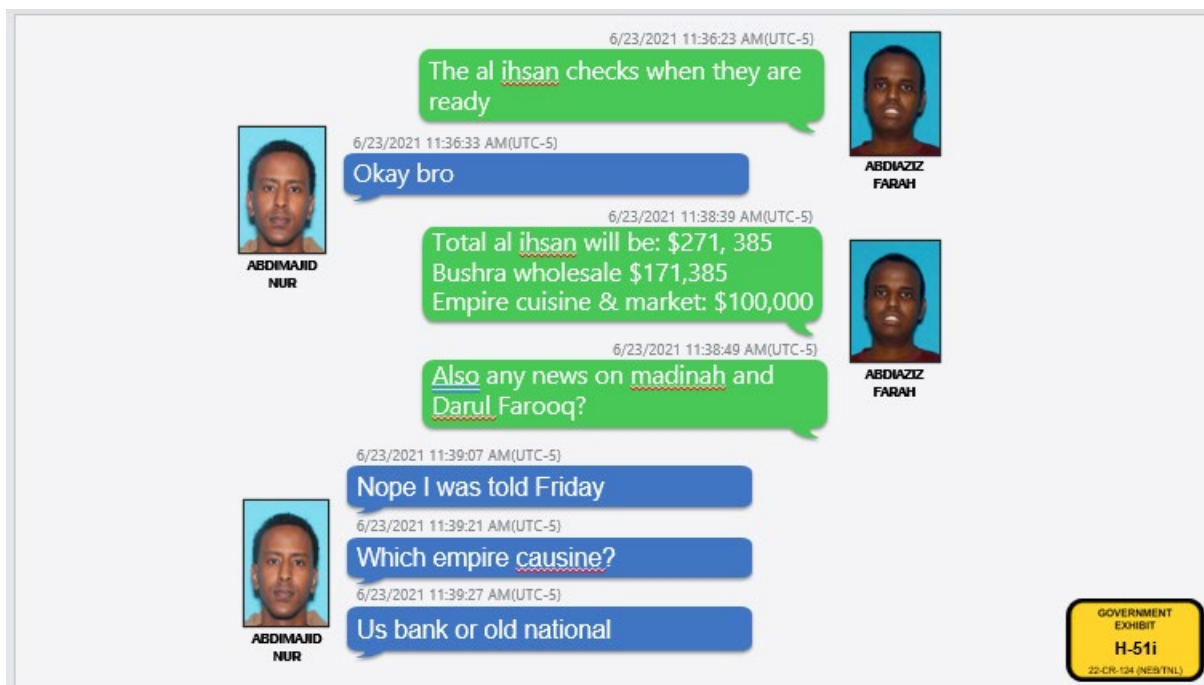 6/23/2021 11:36:23 AM(UTC-5)
The al ihsan checks when they are
ready
ABDIAZIZ
FARAH
6/23/2021 11:36:33 AM(UTC-5)
Okay bro
ABDIMAJID
NUR
6/23/2021 11:38:39 AM(UTC-5)
Total al ihsan will be: $271, 385
Bushra wholesale $171,385
Empire cuisine & market: $100,000
6/23/2021 11:38:49 AM(UTC-5)
Also any news on madinah and
Darul Farooq?
ABDIAZIZ
FARAH
6/23/2021 11:39:07 AM(UTC-5)
Nope I was told Friday
6/23/2021 11:39:21 AM(UTC-5)
Which empire causine?
6/23/2021 11:39:27 AM(UTC-5)
Us bank or old national
ABDIMAJID
NUR
GOVERNMENT
EXHIBIT
H-51i
22-CR-124 (NEB/TNL)